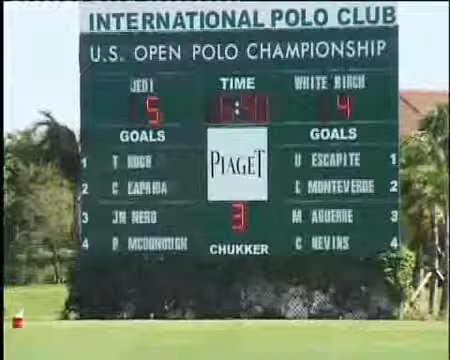 INTERNATIONAL POLO CLUB
U.S. OPEN POLO CHAMPIONSHIP
JEDI TIME WHITE BIRCH
5 4
GOALS GOALS
PIAGET
1 T KOCH U ESCAPITE 1
2 C LAPRIDA L MONTEVERDE 2
3 JM NERO M AGUERRE 3
3
4 P MCDONOUGH C NEVINS 4
CHUKKER